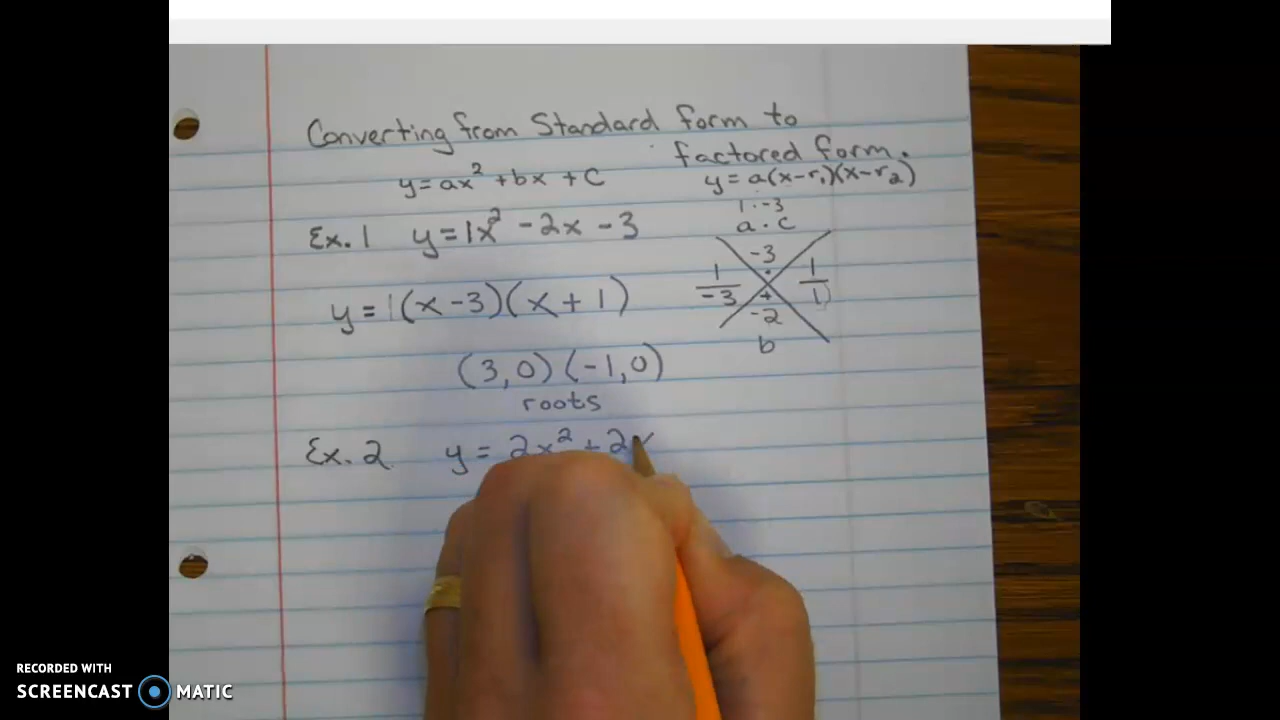 Converting from Standard form to
factored form.
y = ax² + bx + c
y = a(x-r₁)(x-r₂)
Ex. 1 y = 1x² - 2x - 3
1 · -3
a · c
-3
·
1 1
-3 1
+
-2
b
y = 1(x - 3)(x + 1)
(3, 0) (-1, 0)
roots
Ex. 2 y = 2x² + 2x
RECORDED WITH
SCREENCAST MATIC